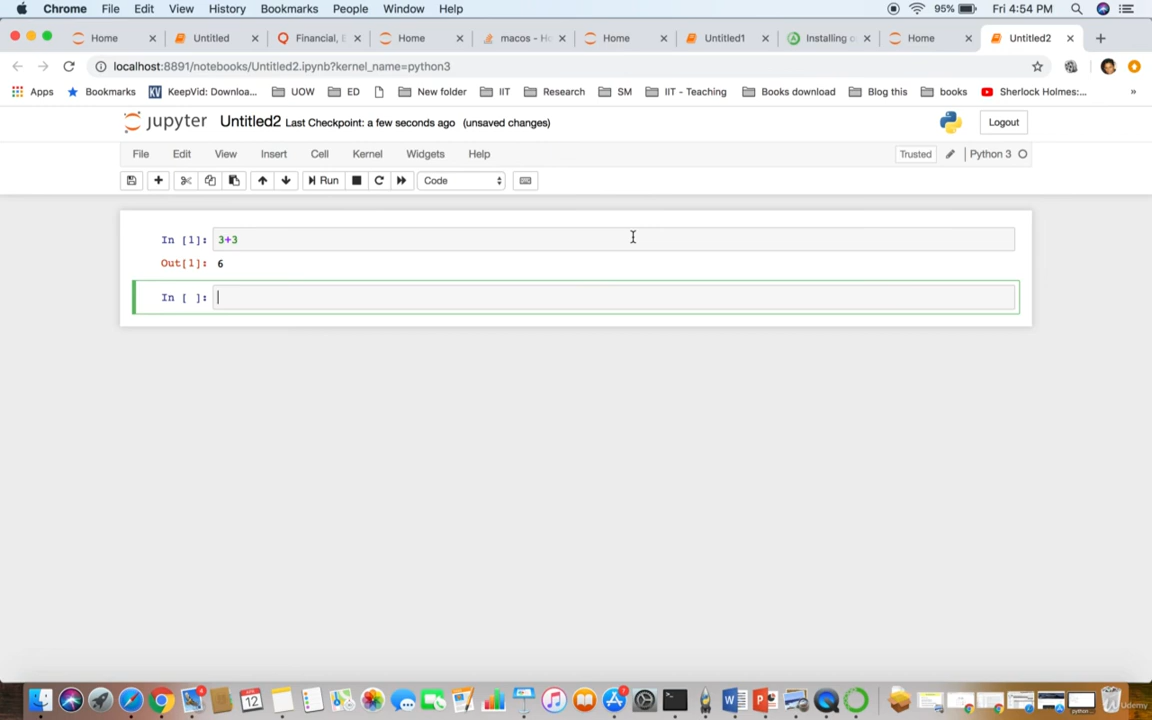 Chrome File Edit View History Bookmarks People Window Help 95% Fri 4:54 PM
Home Untitled Financial, E Home macos - Ho Home Untitled1 Installing o Home Untitled2
localhost:8891/notebooks/Untitled2.ipynb?kernel_name=python3
Apps Bookmarks KeepVid: Downloa... UOW ED New folder IIT Research SM IIT - Teaching Books download Blog this books Sherlock Holmes:... »
jupyter Untitled2 Last Checkpoint: a few seconds ago (unsaved changes) Logout
File Edit View Insert Cell Kernel Widgets Help Trusted Python 3
Run Code
In [1]: 3+3
Out[1]: 6
In [ ]:
Udemy